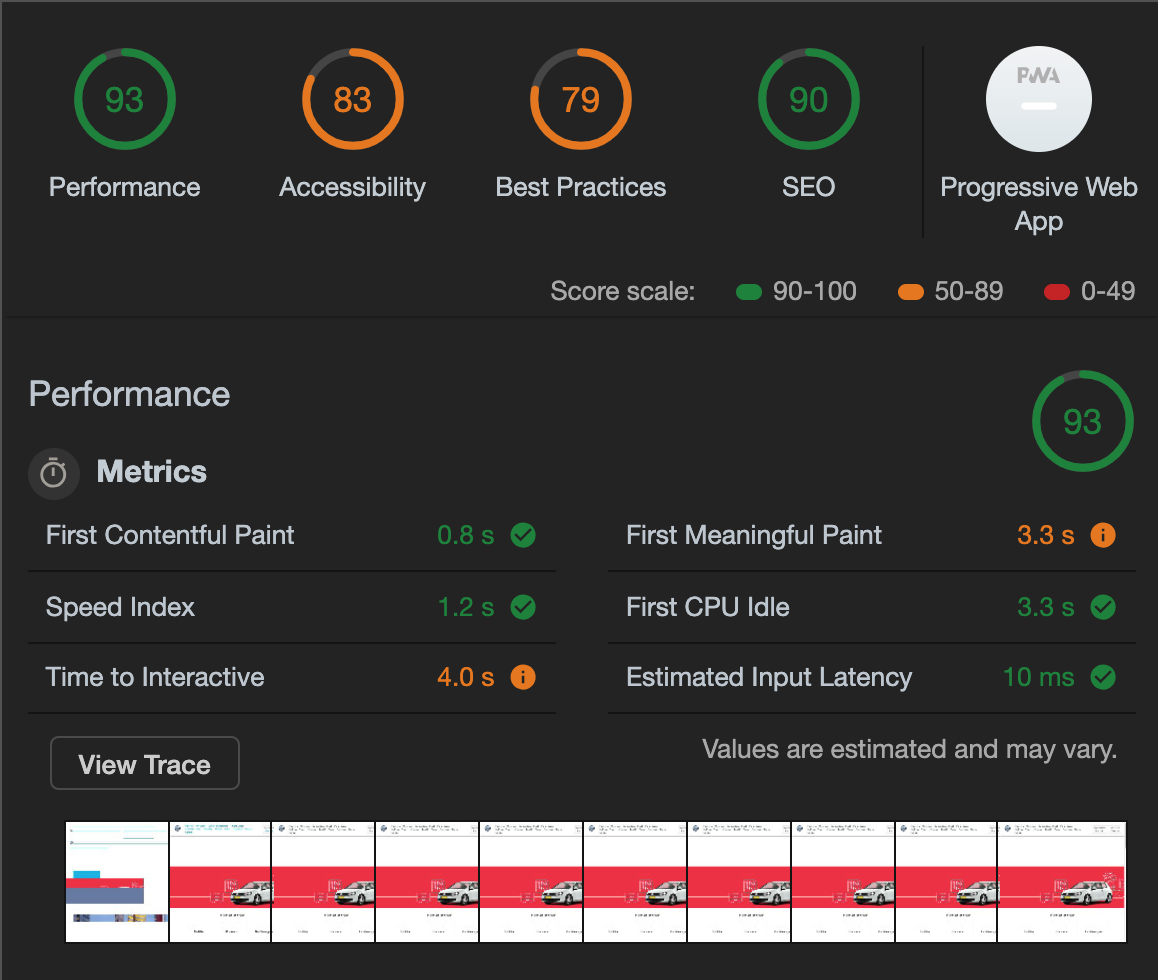 93
83
79
90
PWA
Performance
Accessibility
Best Practices
SEO
Progressive Web
App
Score scale:
90-100
50-89
0-49
Performance
93
Metrics
First Contentful Paint
0.8 s
First Meaningful Paint
3.3 s
Speed Index
1.2 s
First CPU Idle
3.3 s
Time to Interactive
4.0 s
Estimated Input Latency
10 ms
View Trace
Values are estimated and may vary.